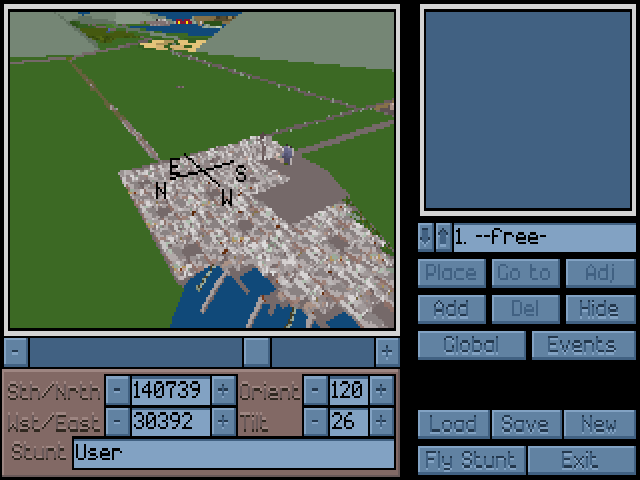 E
S
N
W
1. --free-
Place Go to Adj
Add Del Hide
Global Events
- +
Sth/Nrth - 140739 + Orient - 120 +
Wst/East - 30392 + Tilt - 26 +
Stunt User
Load Save New
Fly Stunt Exit